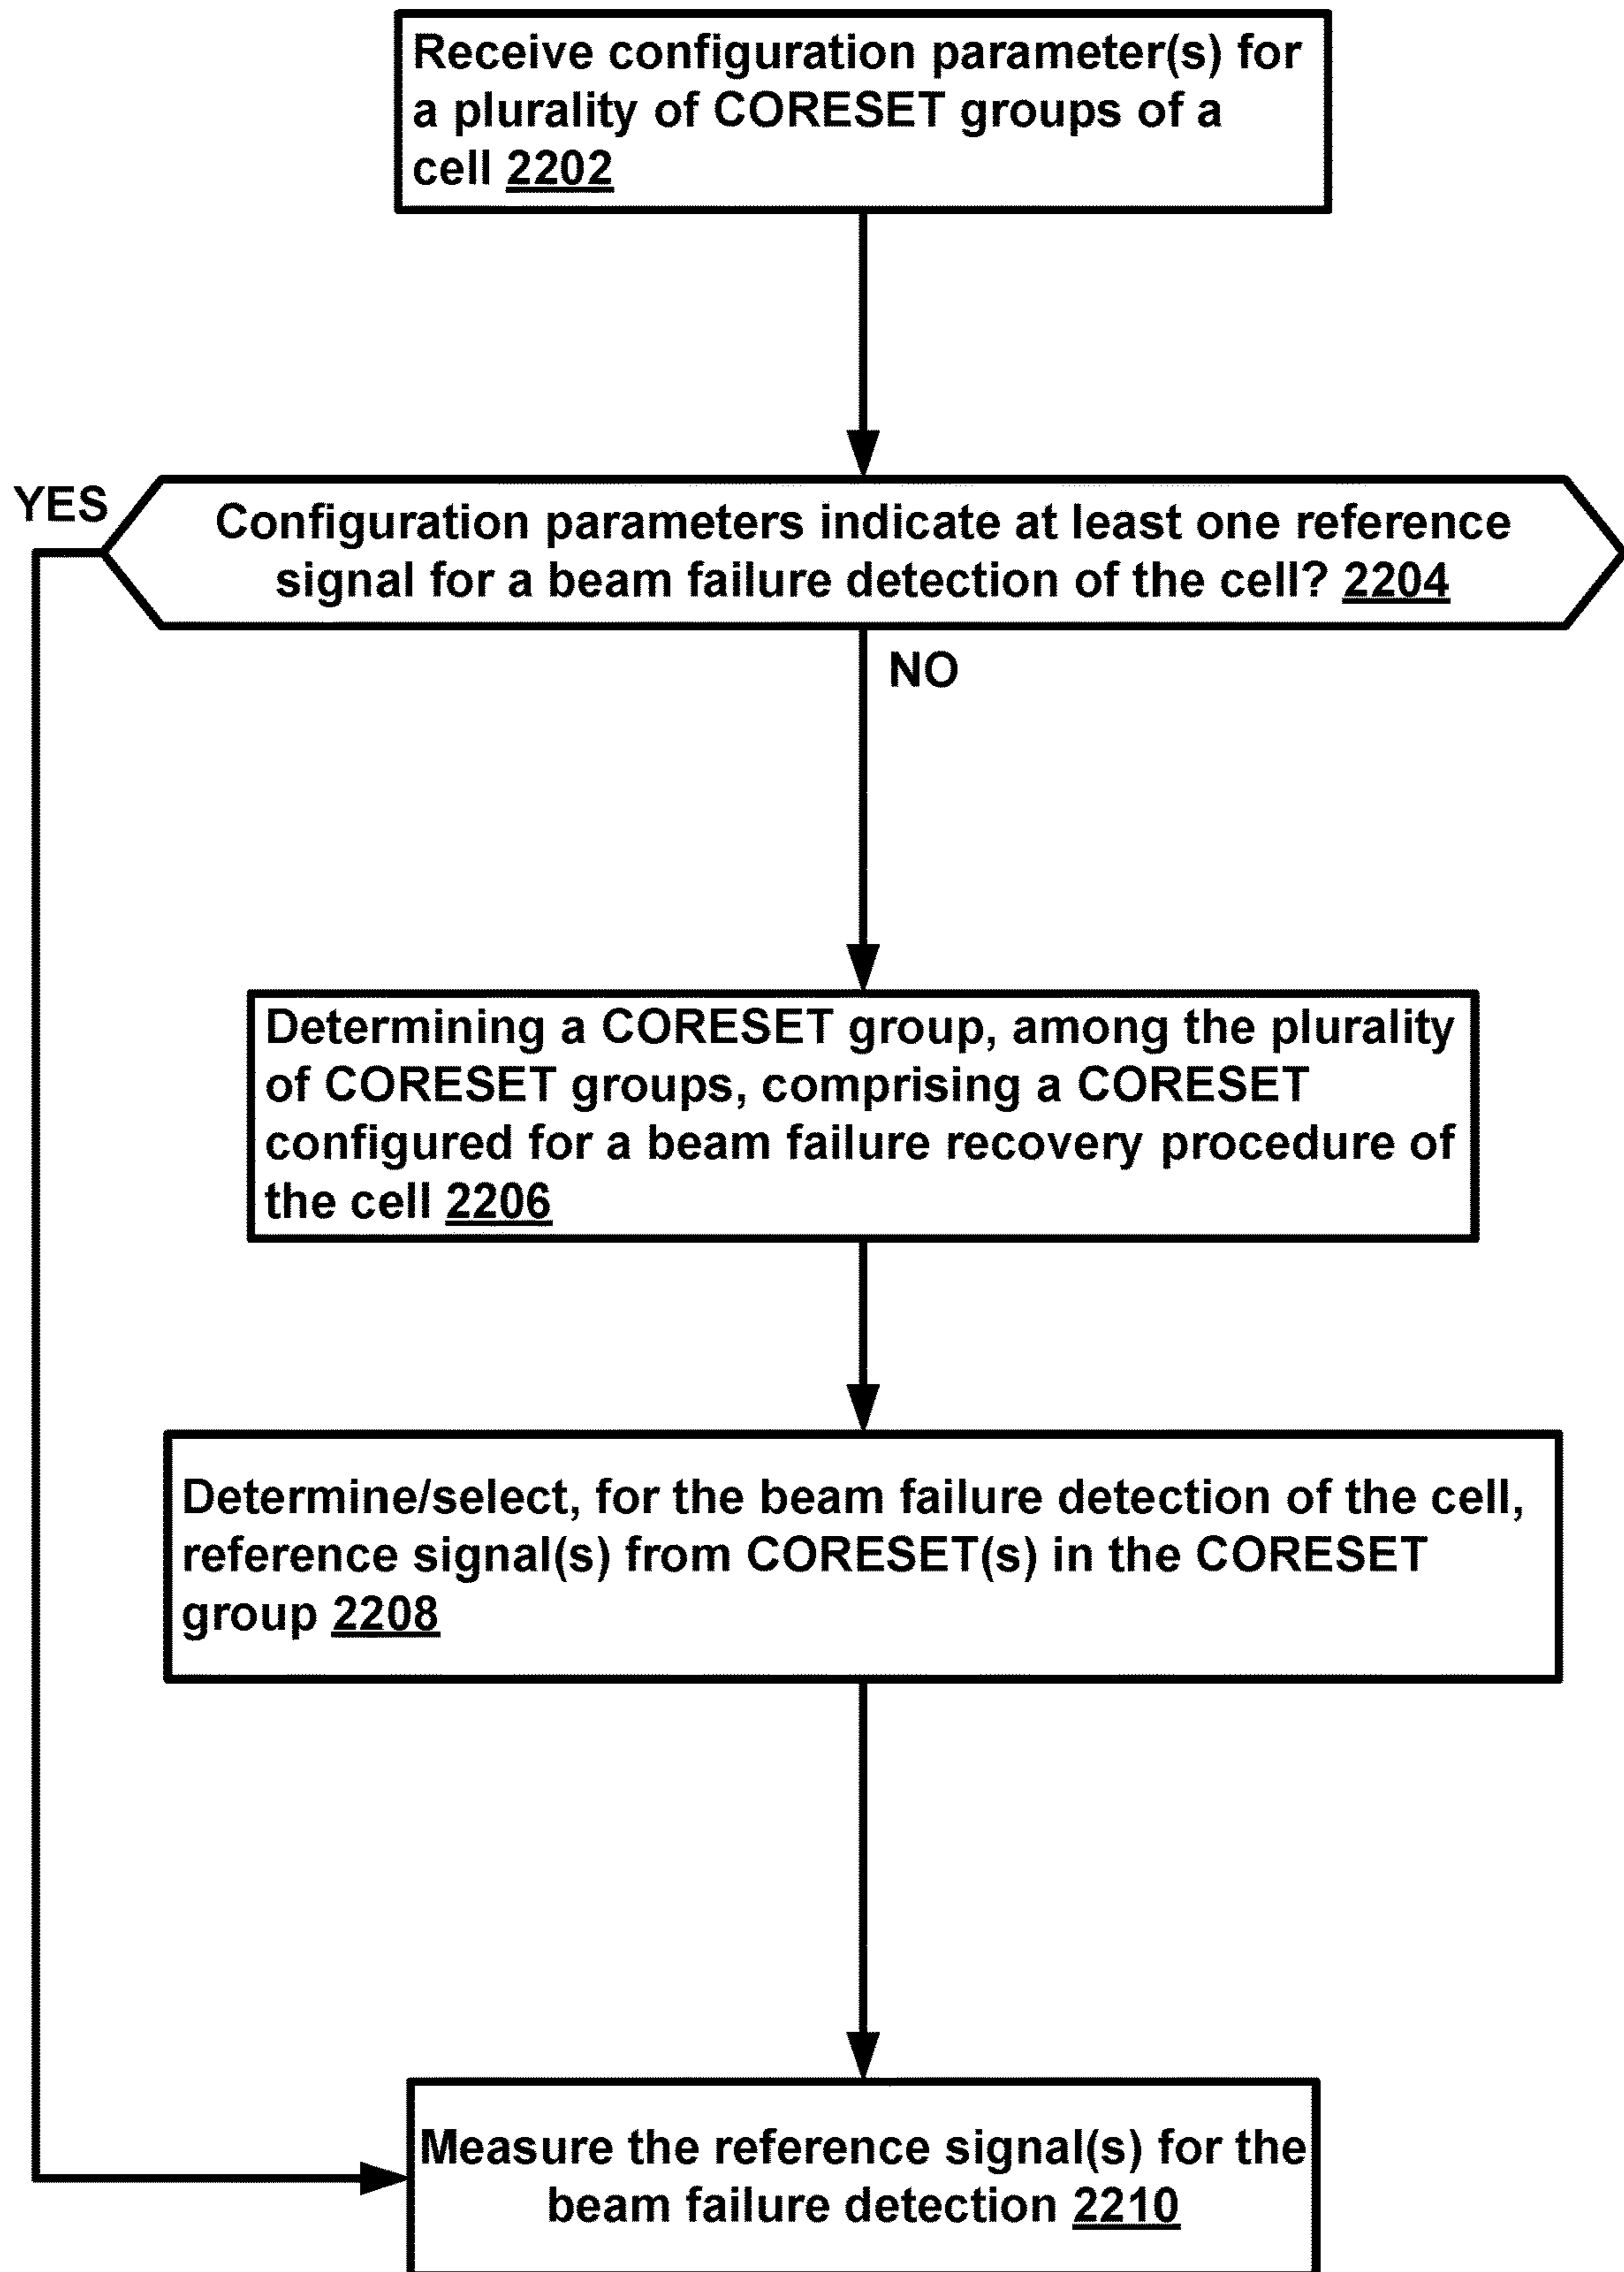 Receive configuration parameter(s) for
a plurality of CORESET groups of a
cell 2202
YES
Configuration parameters indicate at least one reference
signal for a beam failure detection of the cell? 2204
NO
Determining a CORESET group, among the plurality
of CORESET groups, comprising a CORESET
configured for a beam failure recovery procedure of
the cell 2206
Determine/select, for the beam failure detection of the cell,
reference signal(s) from CORESET(s) in the CORESET
group 2208
Measure the reference signal(s) for the
beam failure detection 2210